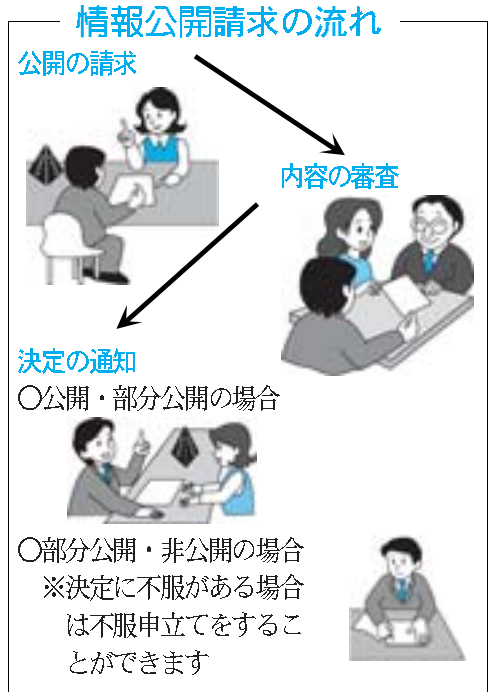 情報公開請求の流れ
公開の請求
内容の審査
決定の通知
○公開・部分公開の場合
○部分公開・非公開の場合
※決定に不服がある場合
は不服申立てをするこ
とができます